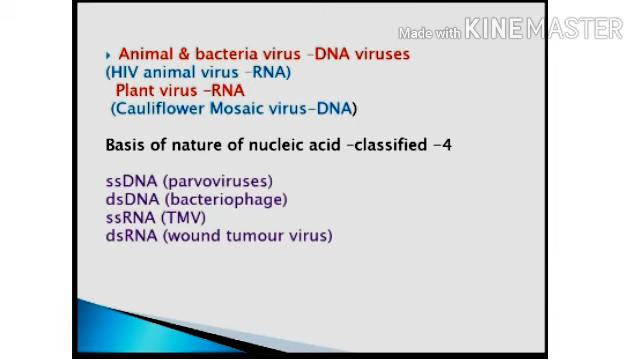 Made with KINEMASTER
Animal & bacteria virus –DNA viruses
(HIV animal virus –RNA)
Plant virus –RNA
(Cauliflower Mosaic virus–DNA)
Basis of nature of nucleic acid –classified –4
ssDNA (parvoviruses)
dsDNA (bacteriophage)
ssRNA (TMV)
dsRNA (wound tumour virus)